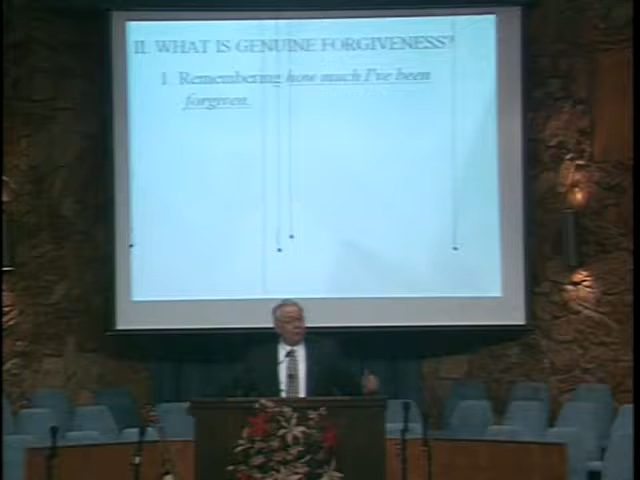 II. WHAT IS GENUINE FORGIVENESS?
1 Remembering how much I've been
forgiven.